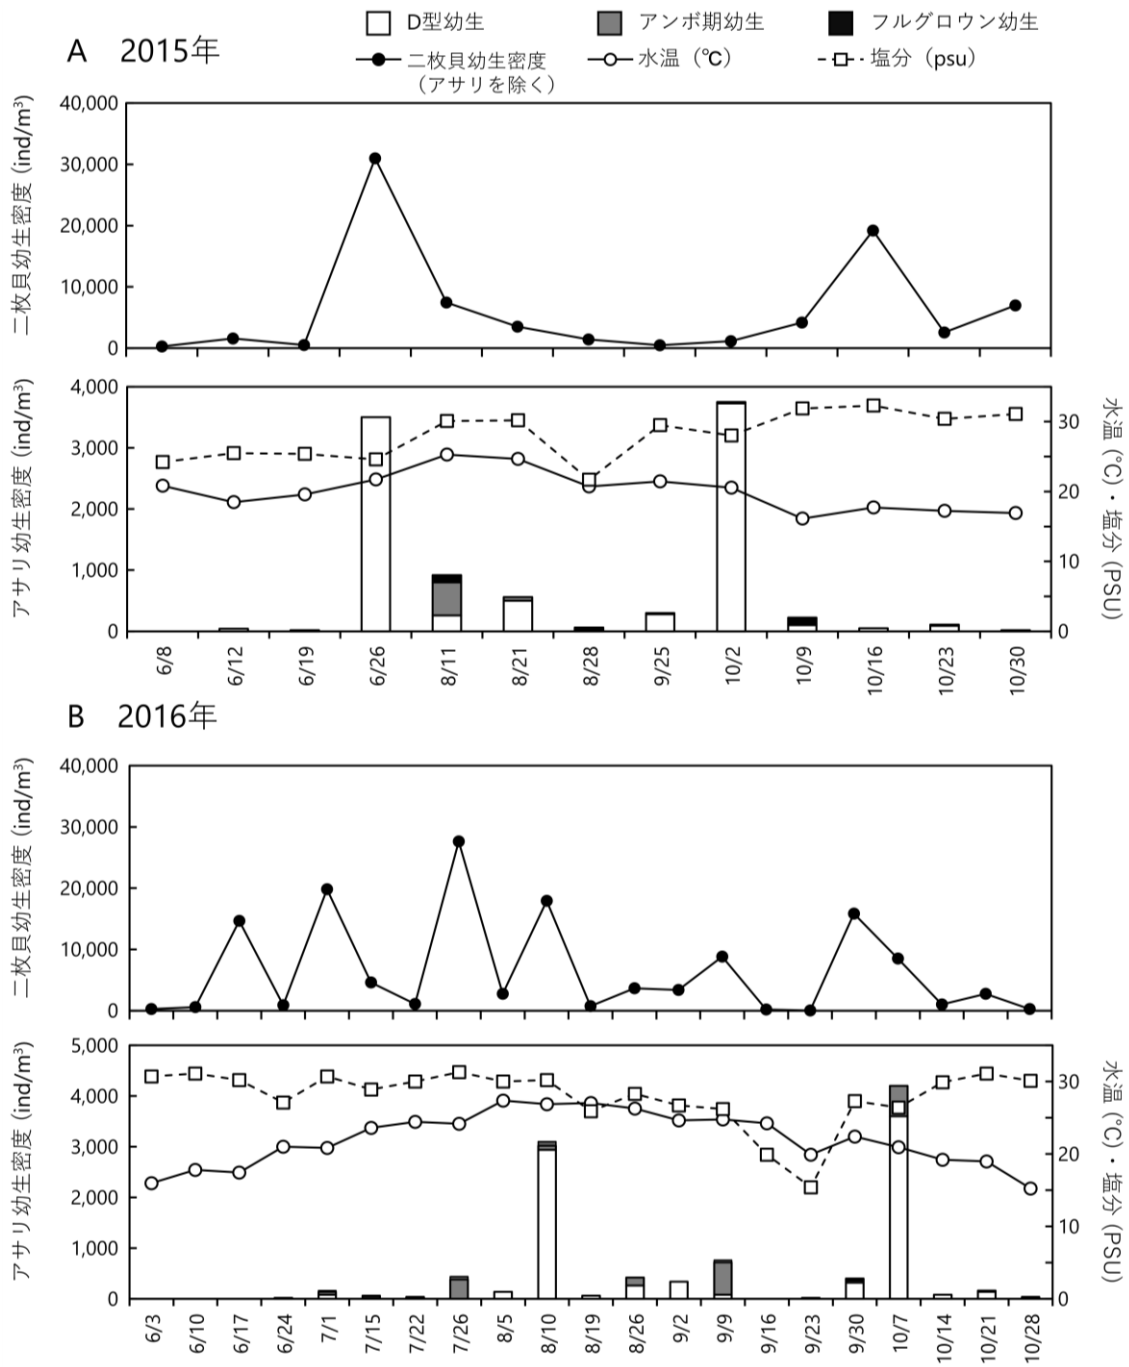 D型幼生 アンボ期幼生 フルグロウン幼生
A 2015年
二枚貝幼生密度 水温（℃） 塩分（psu）
（アサリを除く）
二枚貝幼生密度 (ind/m³)
40,000
30,000
20,000
10,000
0
アサリ幼生密度 (ind/m³)
4,000
3,000
2,000
1,000
0
30
20
10
0
水温 (℃)・塩分 (PSU)
6/8 6/12 6/19 6/26 8/11 8/21 8/28 9/25 10/2 10/9 10/16 10/23 10/30
B 2016年
二枚貝幼生密度 (ind/m³)
40,000
30,000
20,000
10,000
0
アサリ幼生密度 (ind/m³)
5,000
4,000
3,000
2,000
1,000
0
30
20
10
0
水温 (℃)・塩分 (PSU)
6/3 6/10 6/17 6/24 7/1 7/15 7/22 7/26 8/5 8/10 8/19 8/26 9/2 9/9 9/16 9/23 9/30 10/7 10/14 10/21 10/28